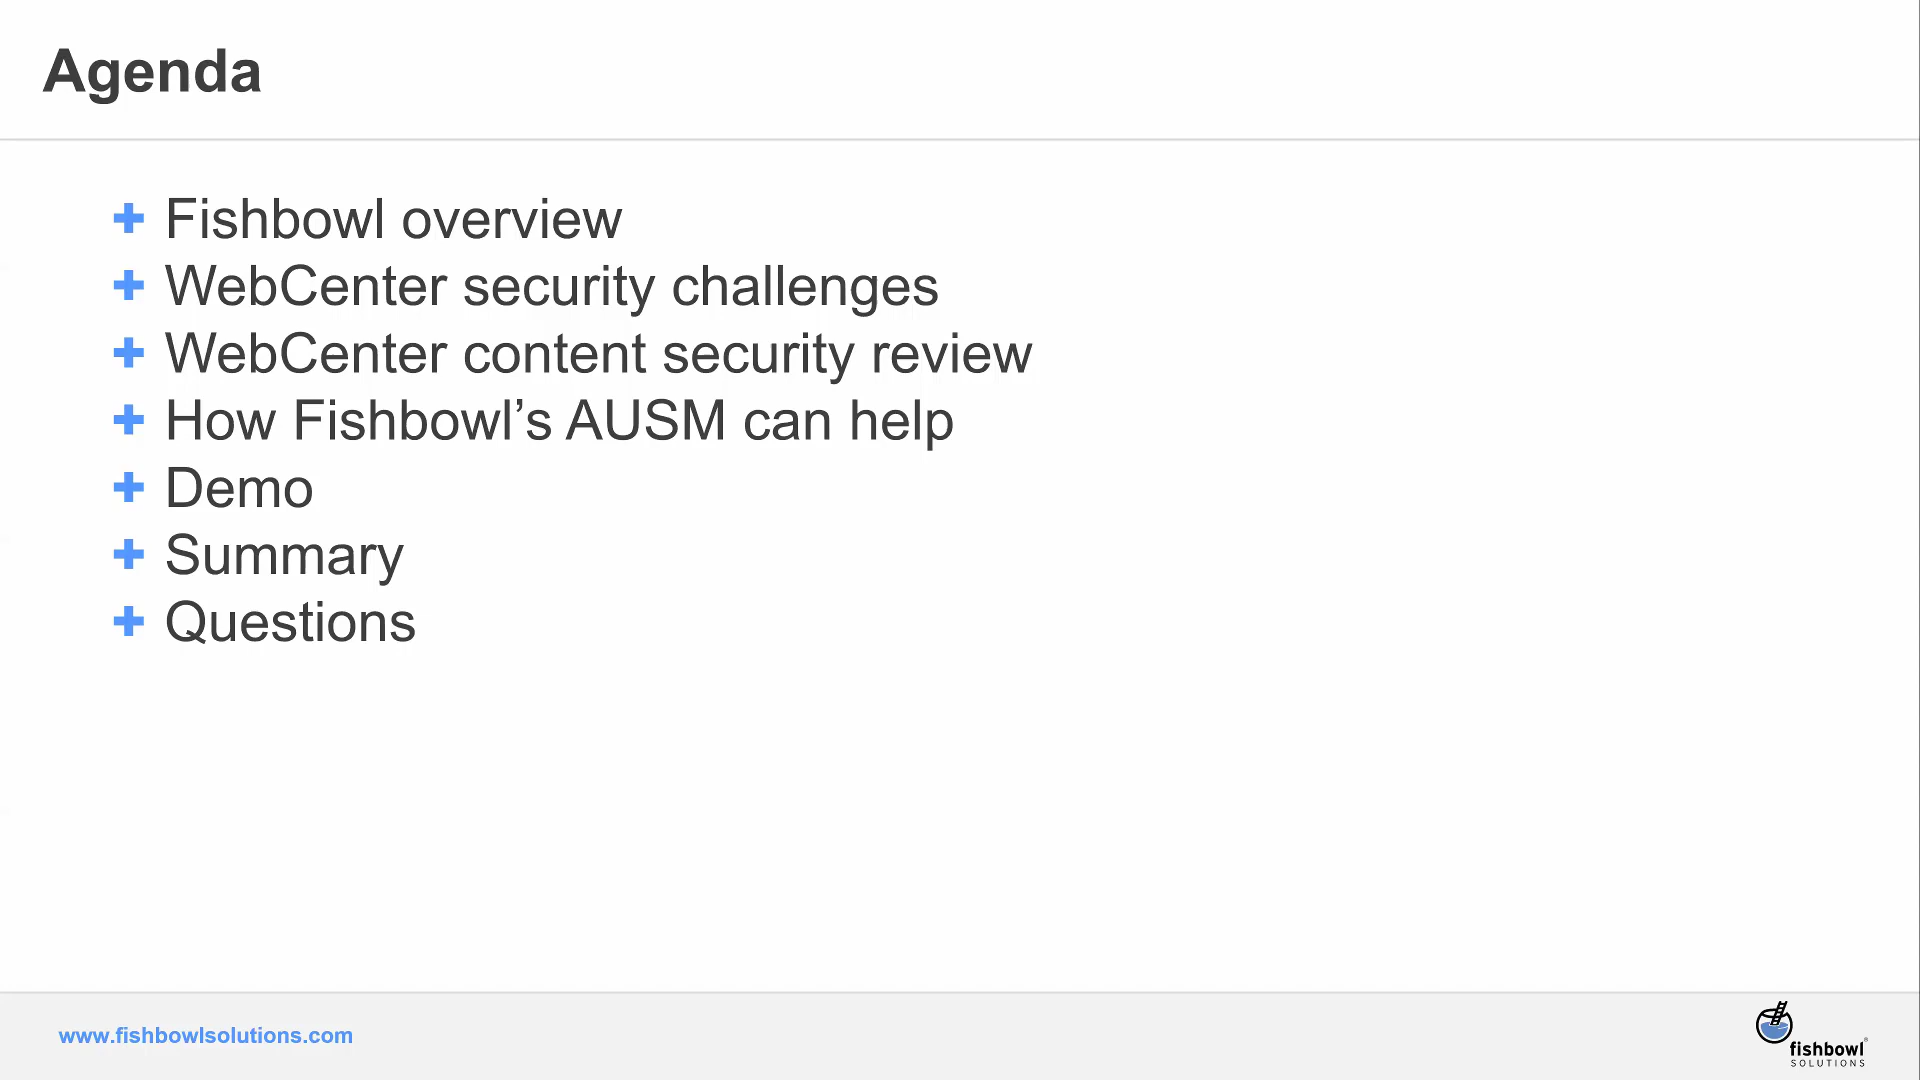 Agenda
Fishbowl overview
WebCenter security challenges
WebCenter content security review
How Fishbowl’s AUSM can help
Demo
Summary
Questions
www.fishbowlsolutions.com
fishbowl®
SOLUTIONS